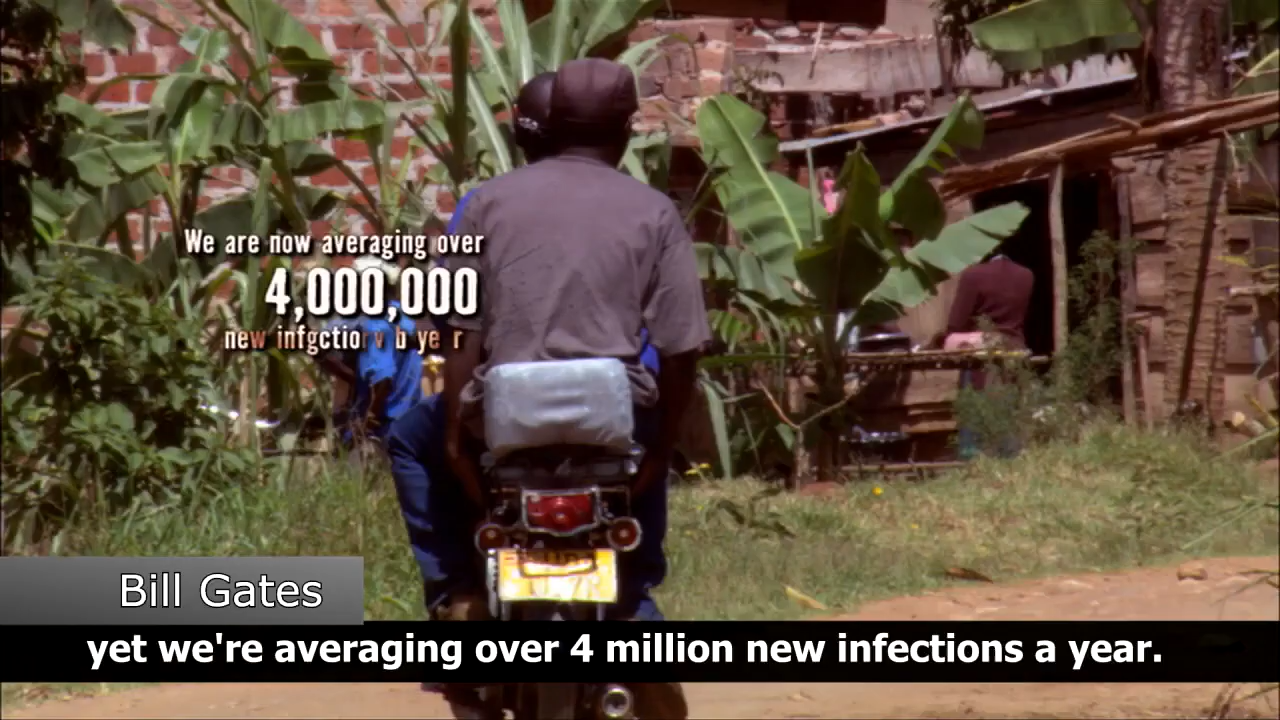 We are now averaging over
4,000,000
new
Bill Gates
yet we're averaging over 4 million new infections a year.